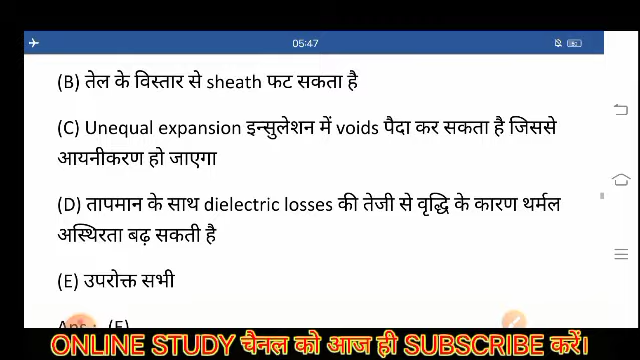 05:47
(B) तेल के विस्तार से sheath फट सकता है
(C) Unequal expansion इन्सुलेशन में voids पैदा कर सकता है जिससे
आयनीकरण हो जाएगा
(D) तापमान के साथ dielectric losses की तेजी से वृद्धि के कारण थर्मल
अस्थिरता बढ़ सकती है
(E) उपरोक्त सभी
Ans : (E)
ONLINE STUDY चैनल को आज ही SUBSCRIBE करें।